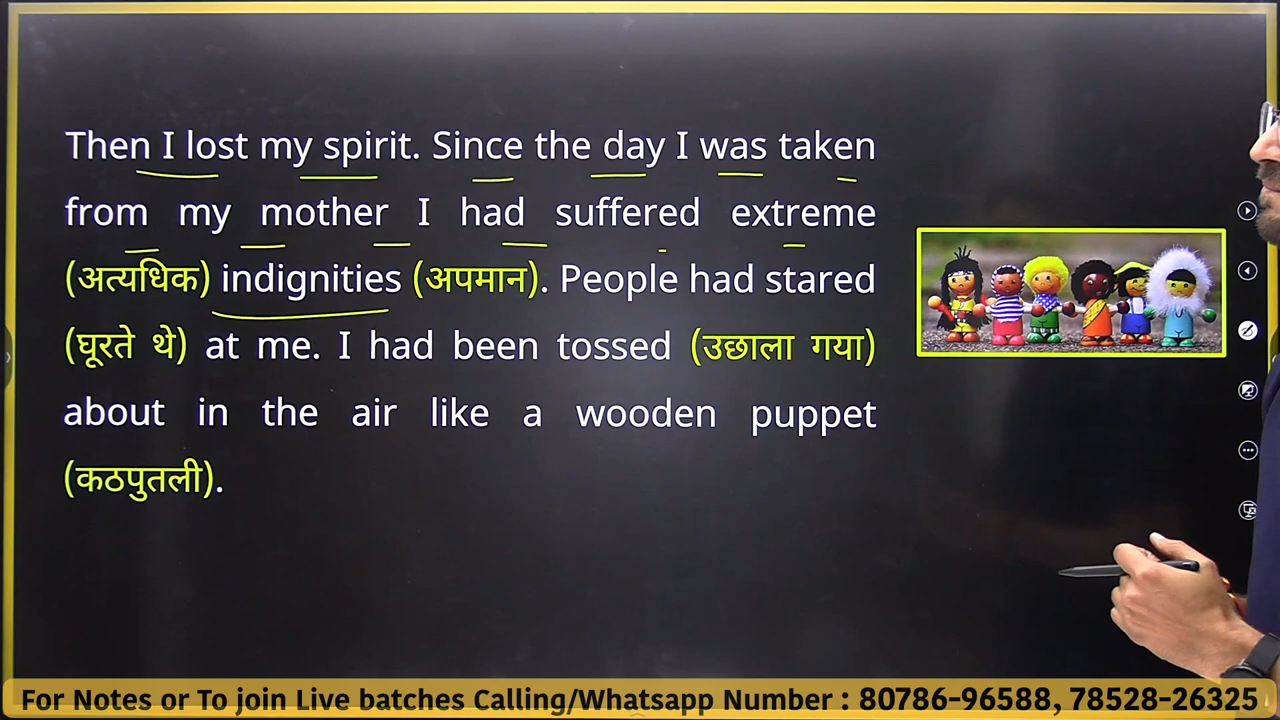 Then I lost my spirit. Since the day I was taken
from my mother I had suffered extreme
(अत्यधिक) indignities (अपमान). People had stared
(घूरते थे) at me. I had been tossed (उछाला गया)
about in the air like a wooden puppet
(कठपुतली).
For Notes or To join Live batches Calling/Whatsapp Number : 80786-96588, 78528-26325